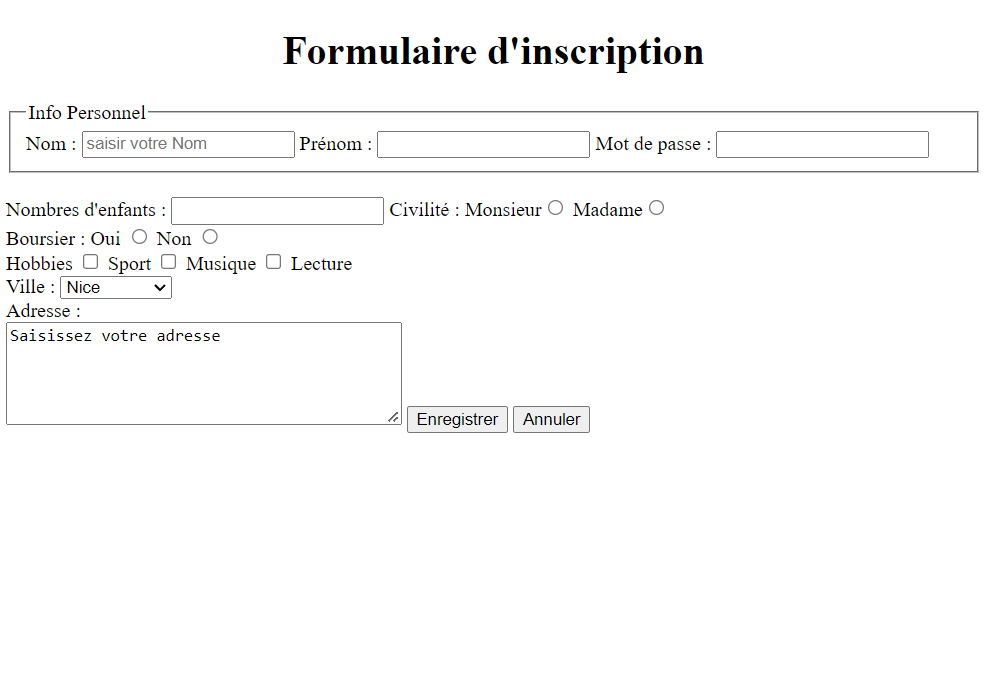 Formulaire d'inscription
Info Personnel
Nom : saisir votre Nom Prénom : Mot de passe :
Nombres d'enfants : Civilité : Monsieur Madame
Boursier : Oui Non
Hobbies Sport Musique Lecture
Ville : Nice
Adresse :
Saisissez votre adresse
Enregistrer Annuler